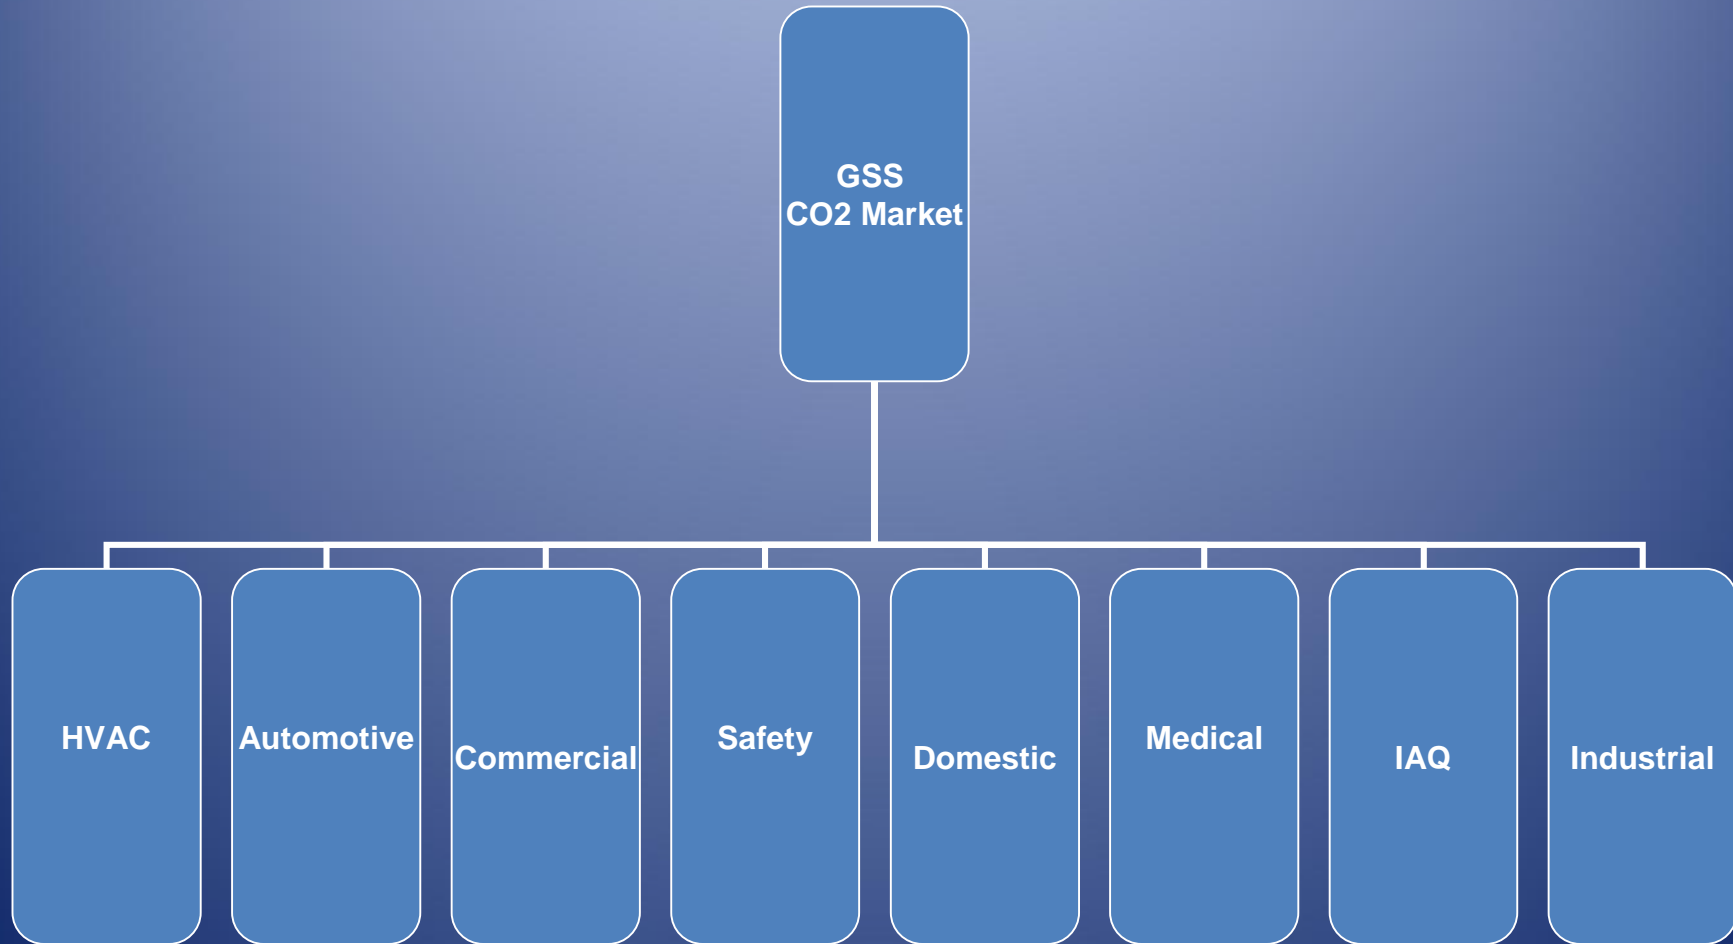 GSS
CO2 Market
HVAC
Automotive
Commercial
Safety
Domestic
Medical
IAQ
Industrial